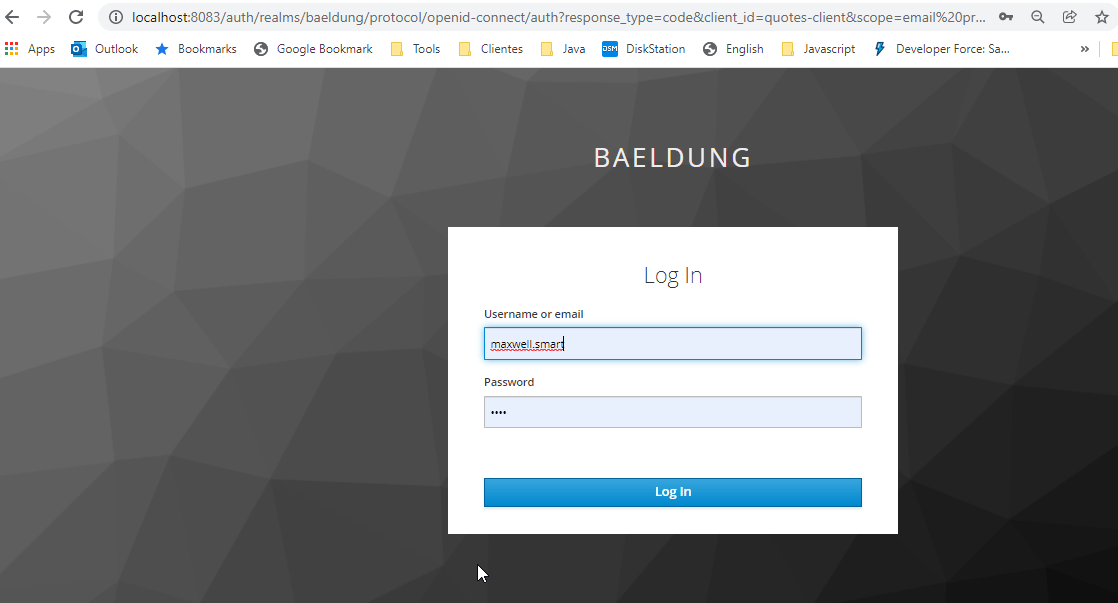 localhost:8083/auth/realms/baeldung/protocol/openid-connect/auth?response_type=code&client_id=quotes-client&scope=email%20pr...
Apps Outlook Bookmarks Google Bookmark Tools Clientes Java DSM DiskStation English Javascript Developer Force: Sa... »
BAELDUNG
Log In
Username or email
maxwell.smart
Password
••••
Log In